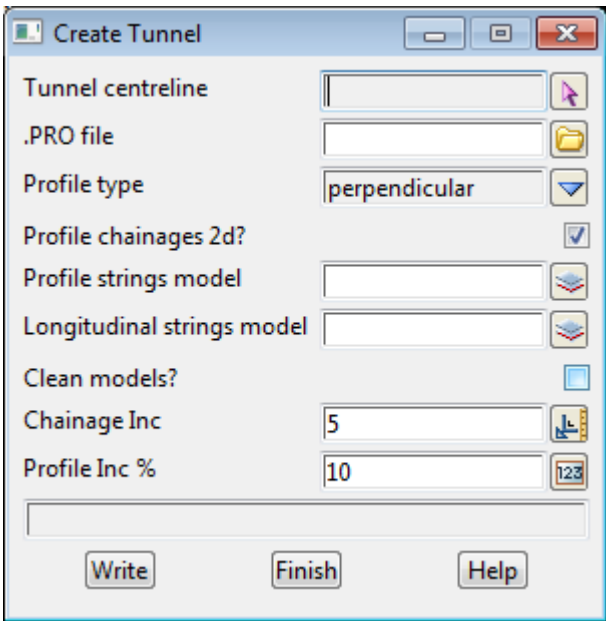 Create Tunnel
Tunnel centreline
.PRO file
Profile type perpendicular
Profile chainages 2d?
Profile strings model
Longitudinal strings model
Clean models?
Chainage Inc 5
Profile Inc % 10 123
Write Finish Help